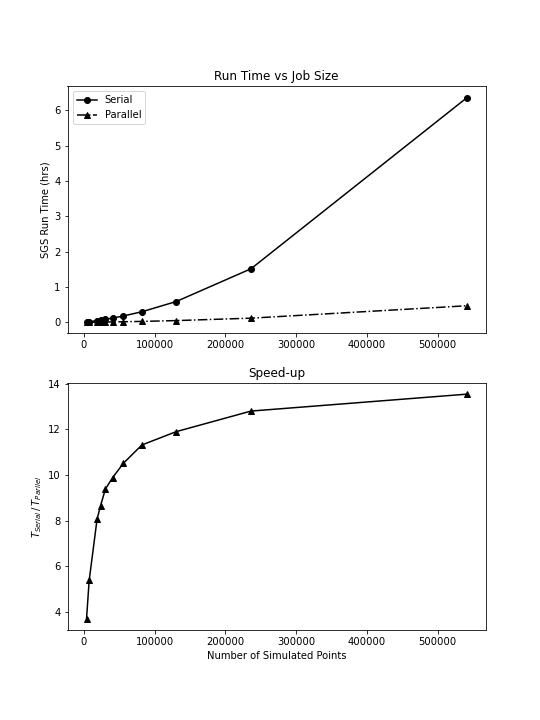 Run Time vs Job Size
Serial
Parallel
SGS Run Time (hrs)
6
5
4
3
2
1
0
0 100000 200000 300000 400000 500000
Speed-up
T_Serial / T_Parllel
14
12
10
8
6
4
0 100000 200000 300000 400000 500000
Number of Simulated Points